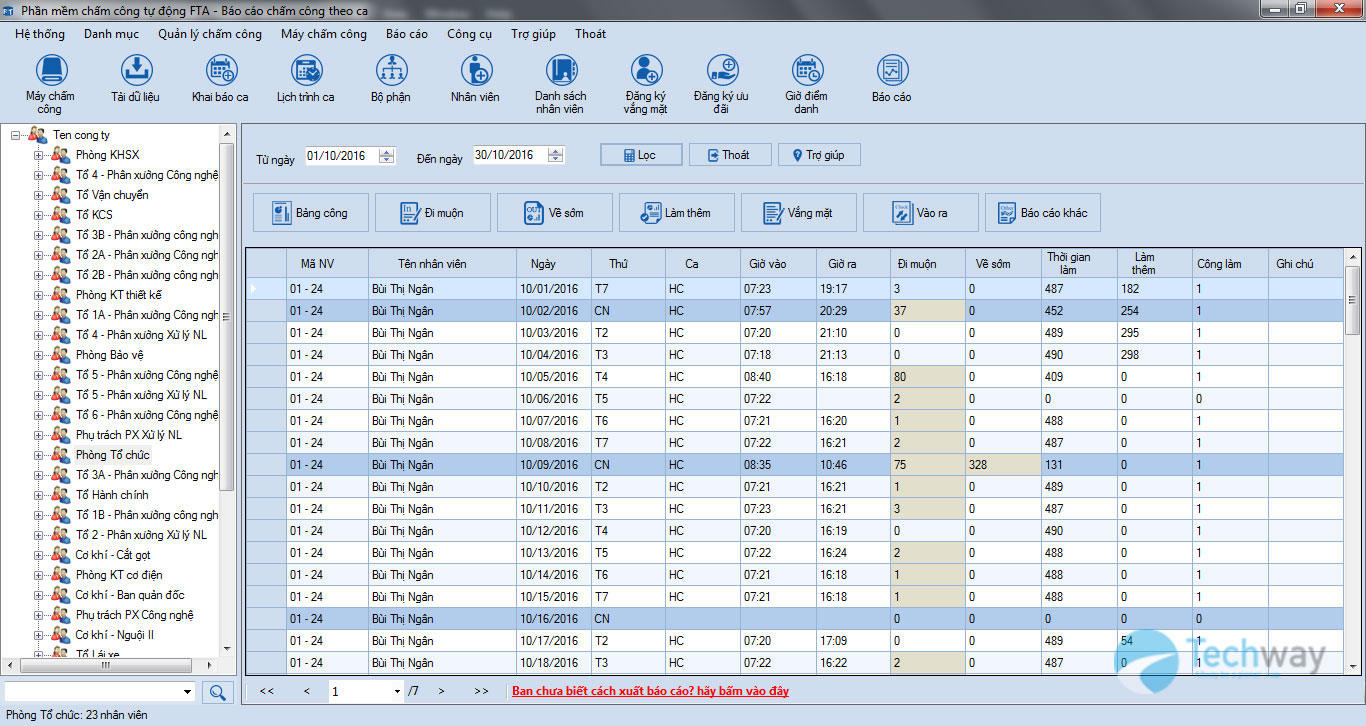 Phần mềm chấm công tự động FTA - Báo cáo chấm công theo ca
Hệ thống Danh mục Quản lý chấm công Máy chấm công Báo cáo Công cụ Trợ giúp Thoát
Máy chấm công
Tải dữ liệu
Khai báo ca
Lịch trình ca
Bộ phận
Nhân viên
Danh sách nhân viên
Đăng ký vắng mặt
Đăng ký ưu đãi
Giờ điểm danh
Báo cáo
Ten cong ty
Phòng KHSX
Tổ 4 - Phân xưởng Công nghệ
Tổ Vận chuyển
Tổ KCS
Tổ 3B - Phân xưởng công ngh
Tổ 2A - Phân xưởng Công ngh
Tổ 2B - Phân xưởng công ngh
Phòng KT thiết kế
Tổ 1A - Phân xưởng Công ngh
Tổ 4 - Phân xưởng Xử lý NL
Phòng Bảo vệ
Tổ 5 - Phân xưởng Công nghệ
Tổ 5 - Phân xưởng Xử lý NL
Tổ 6 - Phân xưởng Công nghệ
Phụ trách PX Xử lý NL
Phòng Tổ chức
Tổ 3A - Phân xưởng Công ngh
Tổ Hành chính
Tổ 1B - Phân xưởng công ngh
Tổ 2 - Phân xưởng Xử lý NL
Cơ khí - Cắt gọt
Phòng KT cơ điện
Cơ khí - Ban quản đốc
Phụ trách PX Công nghệ
Cơ khí - Nguội II
Tổ Lái xe
Phòng Tổ chức: 23 nhân viên
Từ ngày 01/10/2016 Đến ngày 30/10/2016 Lọc Thoát Trợ giúp
Bảng công Đi muộn Về sớm Làm thêm Vắng mặt Vào ra Báo cáo khác
Mã NV Tên nhân viên Ngày Thứ Ca Giờ vào Giờ ra Đi muộn Về sớm Thời gian làm Làm thêm Công làm Ghi chú
01 - 24 Bùi Thị Ngân 10/01/2016 T7 HC 07:23 19:17 3 0 487 182 1
01 - 24 Bùi Thị Ngân 10/02/2016 CN HC 07:57 20:29 37 0 452 254 1
01 - 24 Bùi Thị Ngân 10/03/2016 T2 HC 07:20 21:10 0 0 489 295 1
01 - 24 Bùi Thị Ngân 10/04/2016 T3 HC 07:18 21:13 0 0 490 298 1
01 - 24 Bùi Thị Ngân 10/05/2016 T4 HC 08:40 16:18 80 0 409 0 1
01 - 24 Bùi Thị Ngân 10/06/2016 T5 HC 07:22 2 0 0 0 0
01 - 24 Bùi Thị Ngân 10/07/2016 T6 HC 07:21 16:20 1 0 488 0 1
01 - 24 Bùi Thị Ngân 10/08/2016 T7 HC 07:22 16:21 2 0 487 0 1
01 - 24 Bùi Thị Ngân 10/09/2016 CN HC 08:35 10:46 75 328 131 0 1
01 - 24 Bùi Thị Ngân 10/10/2016 T2 HC 07:21 16:21 1 0 489 0 1
01 - 24 Bùi Thị Ngân 10/11/2016 T3 HC 07:23 16:21 3 0 487 0 1
01 - 24 Bùi Thị Ngân 10/12/2016 T4 HC 07:20 16:19 0 0 490 0 1
01 - 24 Bùi Thị Ngân 10/13/2016 T5 HC 07:22 16:24 2 0 488 0 1
01 - 24 Bùi Thị Ngân 10/14/2016 T6 HC 07:21 16:18 1 0 488 0 1
01 - 24 Bùi Thị Ngân 10/15/2016 T7 HC 07:21 16:18 1 0 488 0 1
01 - 24 Bùi Thị Ngân 10/16/2016 CN 0 0 0 0 0
01 - 24 Bùi Thị Ngân 10/17/2016 T2 HC 07:20 17:09 0 0 489 54 1
01 - 24 Bùi Thị Ngân 10/18/2016 T3 HC 07:22 16:22 2 0 487 0 1
Techway
<< < 1 /7 > >> Bạn chưa biết cách xuất báo cáo? hãy bấm vào đây